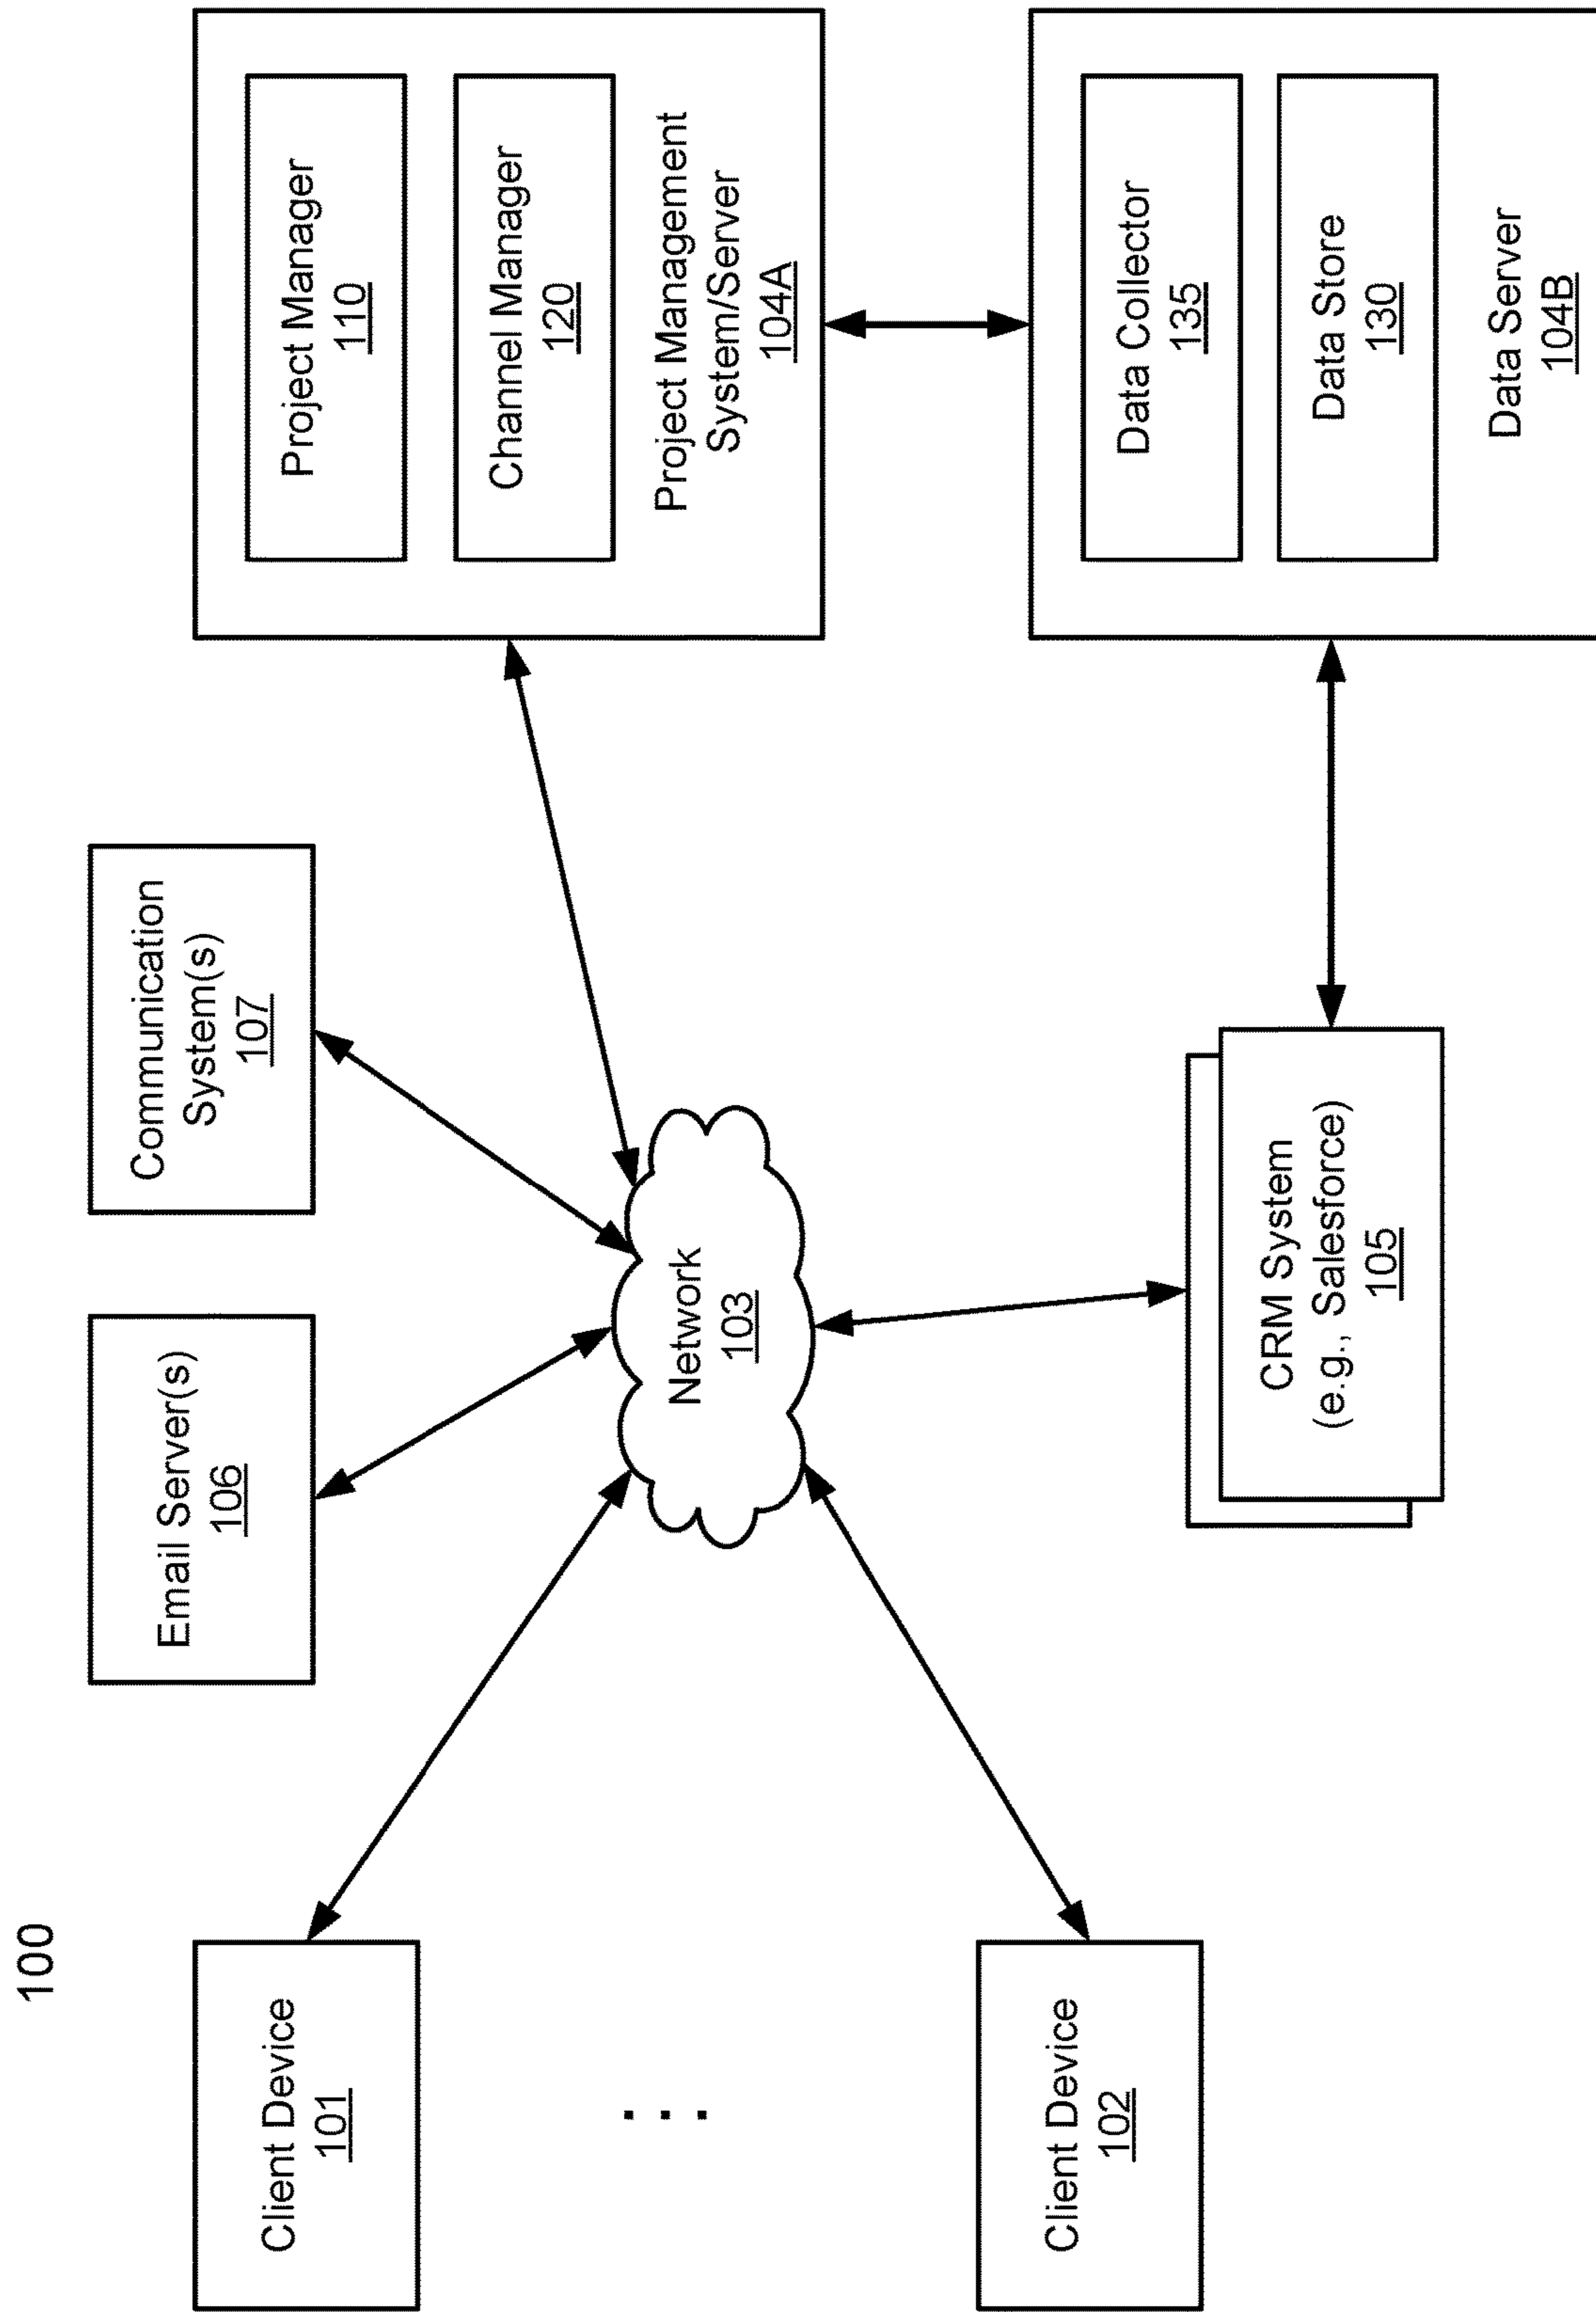 100
Client Device
101
Client Device
102
Email Server(s)
106
Communication
System(s)
107
Network
103
CRM System
(e.g., Salesforce)
105
Project Manager
110
Channel Manager
120
Project Management
System/Server
104A
Data Collector
135
Data Store
130
Data Server
104B